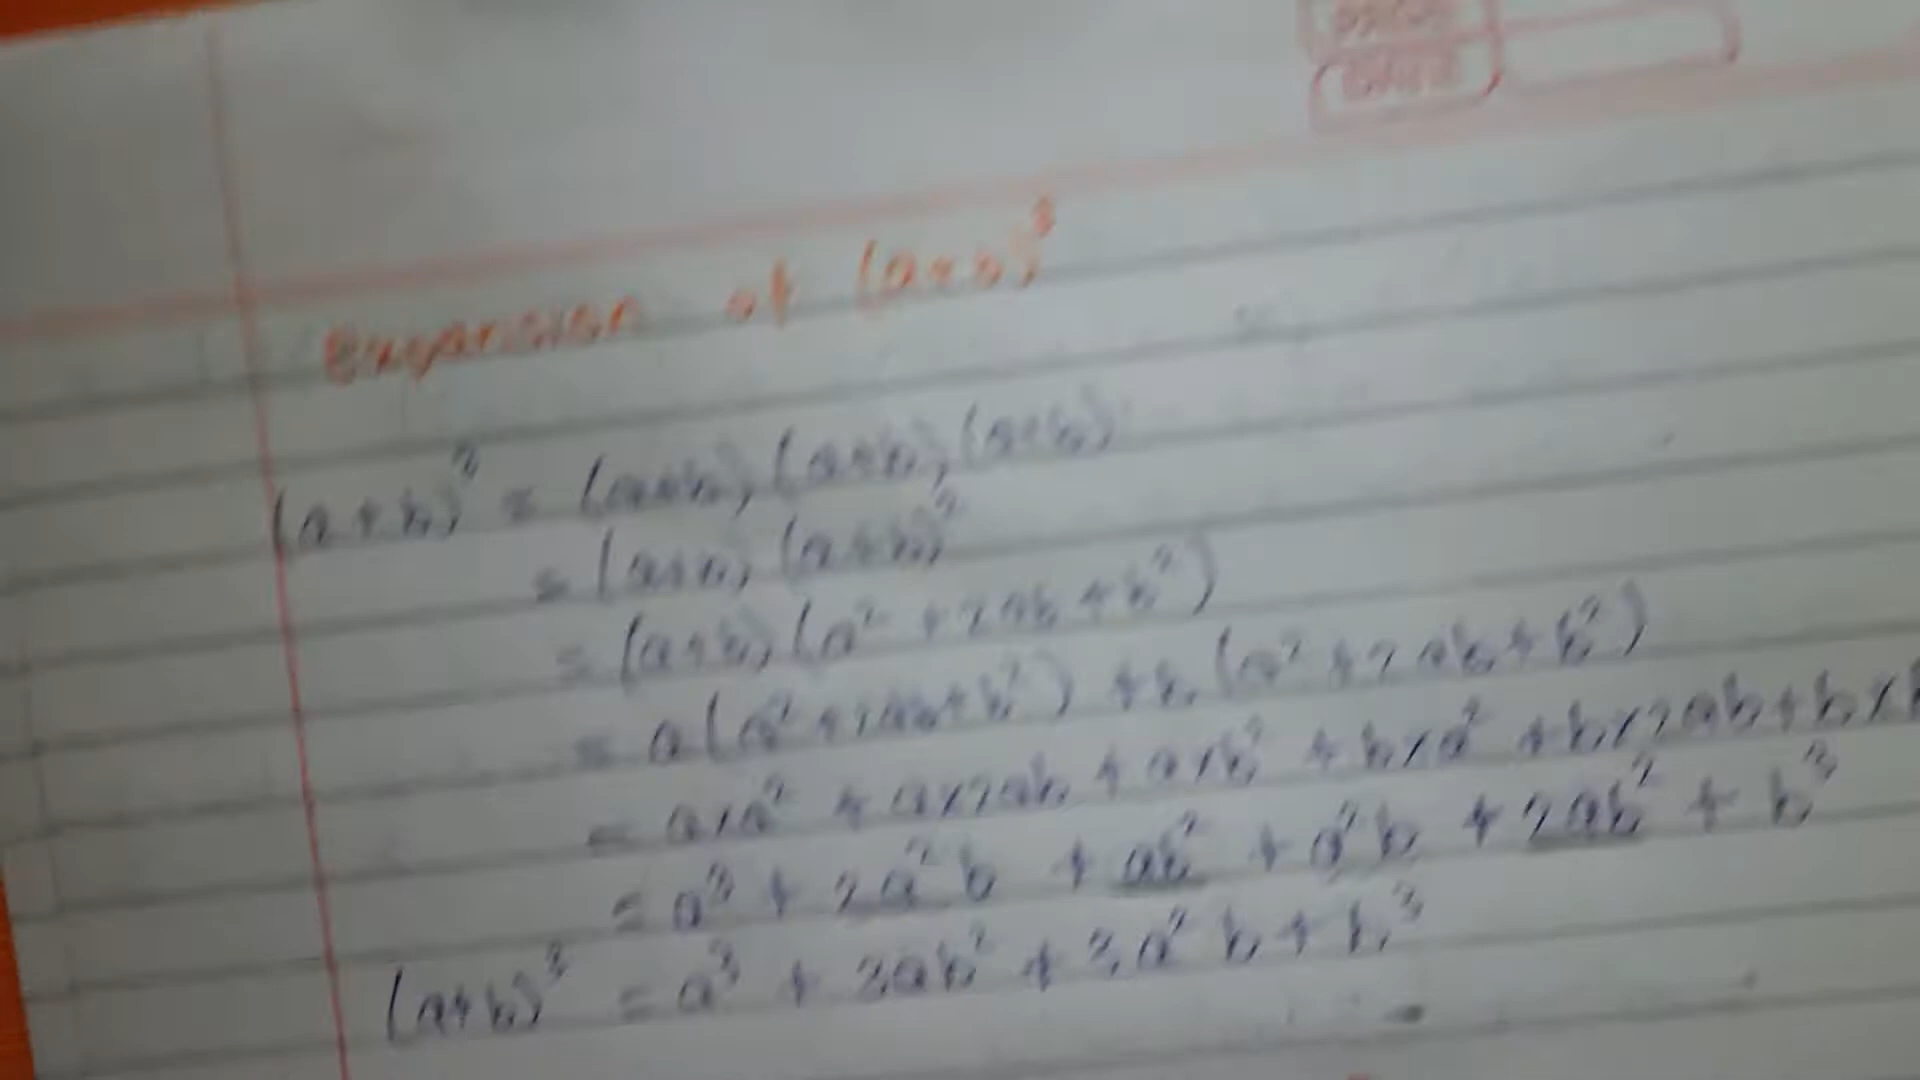 Expansion of (a+b)³
(a+b)³ = (a+b) (a+b) (a+b)
= (a+b) (a+b)²
= (a+b) (a² + 2ab + b²)
= a(a² + 2ab + b²) + b (a² + 2ab + b²)
= a×a² + a×2ab + a×b² + b×a² + b×2ab + b×b
= a³ + 2a²b + ab² + a²b + 2ab² + b³
(a+b)³ = a³ + 3ab² + 3a²b + b³